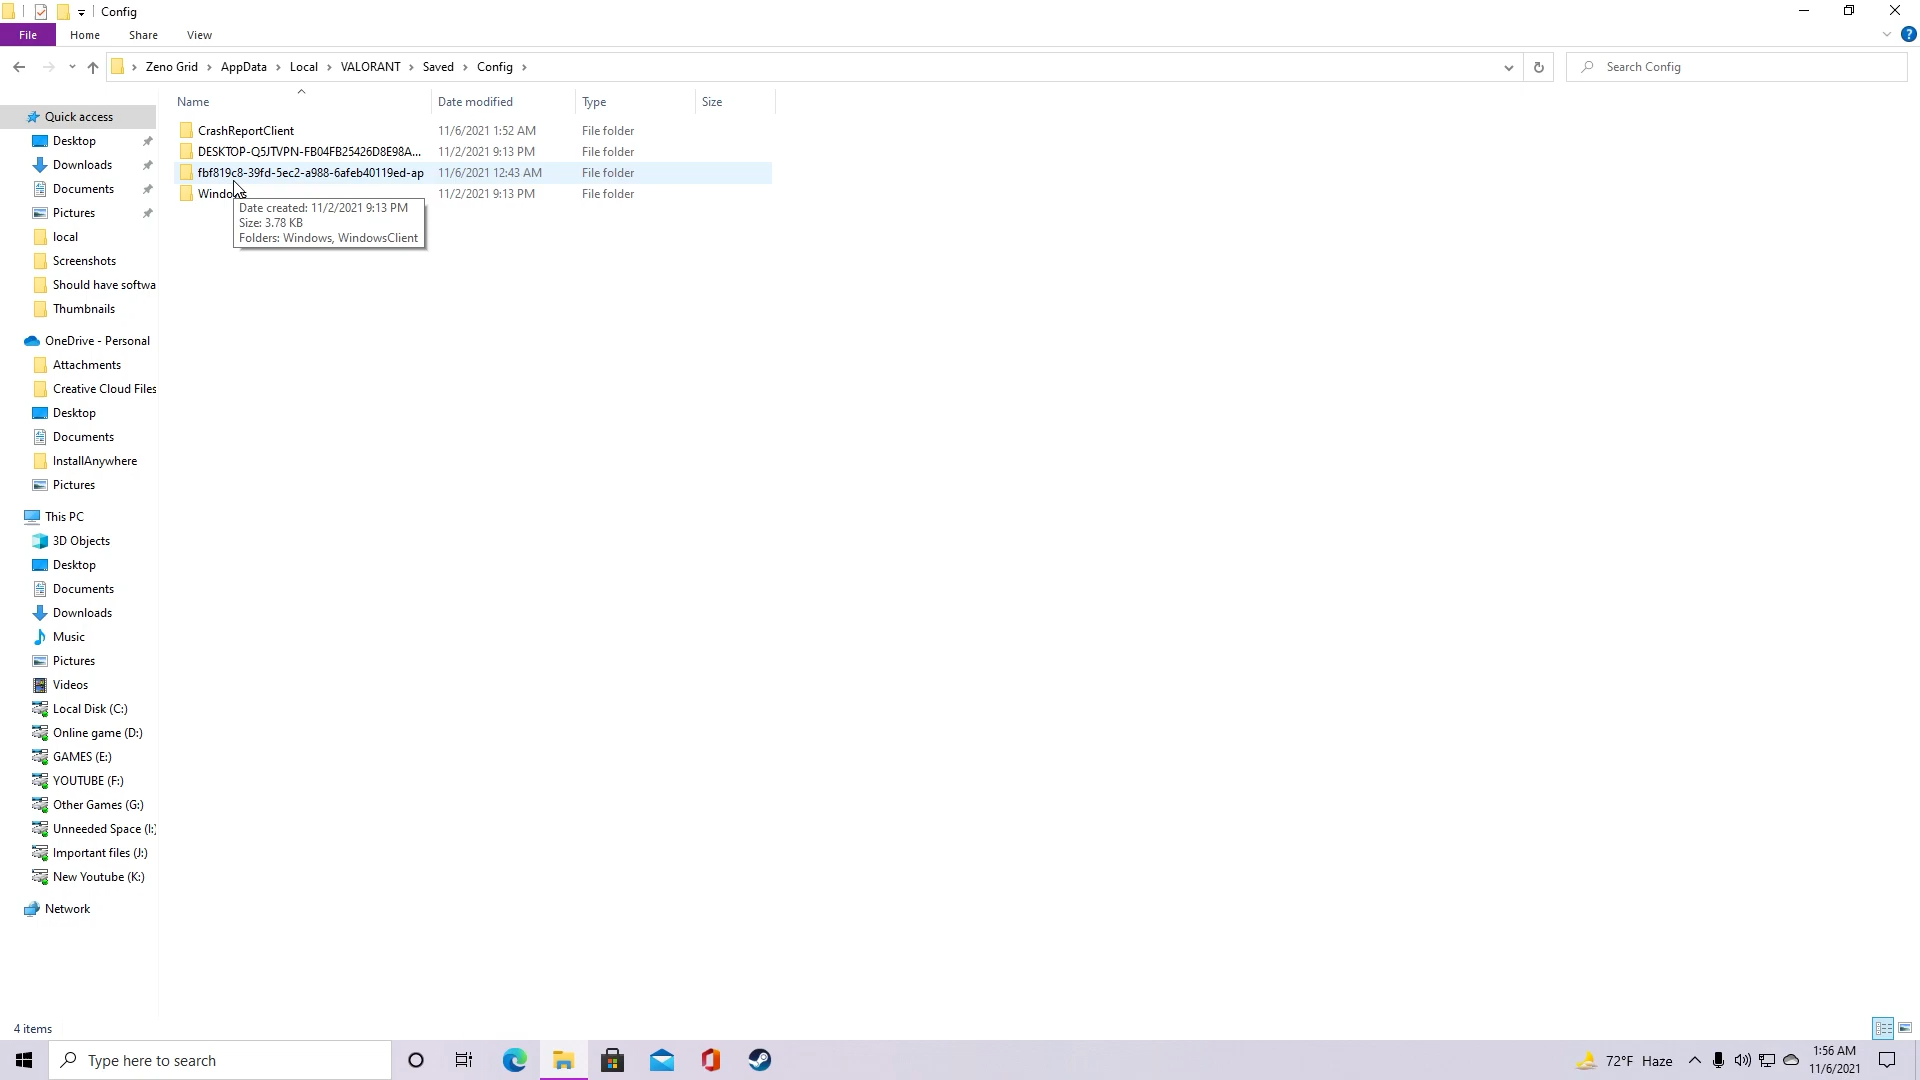 Config
File Home Share View
Zeno Grid AppData Local VALORANT Saved Config
Search Config
Name Date modified Type Size
CrashReportClient 11/6/2021 1:52 AM File folder
DESKTOP-Q5JTVPN-FB04FB25426D8E98A... 11/2/2021 9:13 PM File folder
fbf819c8-39fd-5ec2-a988-6afeb40119ed-ap 11/6/2021 12:43 AM File folder
Windows 11/2/2021 9:13 PM File folder
Date created: 11/2/2021 9:13 PM
Size: 3.78 KB
Folders: Windows, WindowsClient
Quick access
Desktop
Downloads
Documents
Pictures
local
Screenshots
Should have softwa
Thumbnails
OneDrive - Personal
Attachments
Creative Cloud Files
Desktop
Documents
InstallAnywhere
Pictures
This PC
3D Objects
Desktop
Documents
Downloads
Music
Pictures
Videos
Local Disk (C:)
Online game (D:)
GAMES (E:)
YOUTUBE (F:)
Other Games (G:)
Unneeded Space (I:)
Important files (J:)
New Youtube (K:)
Network
4 items
Type here to search
72°F Haze
1:56 AM
11/6/2021